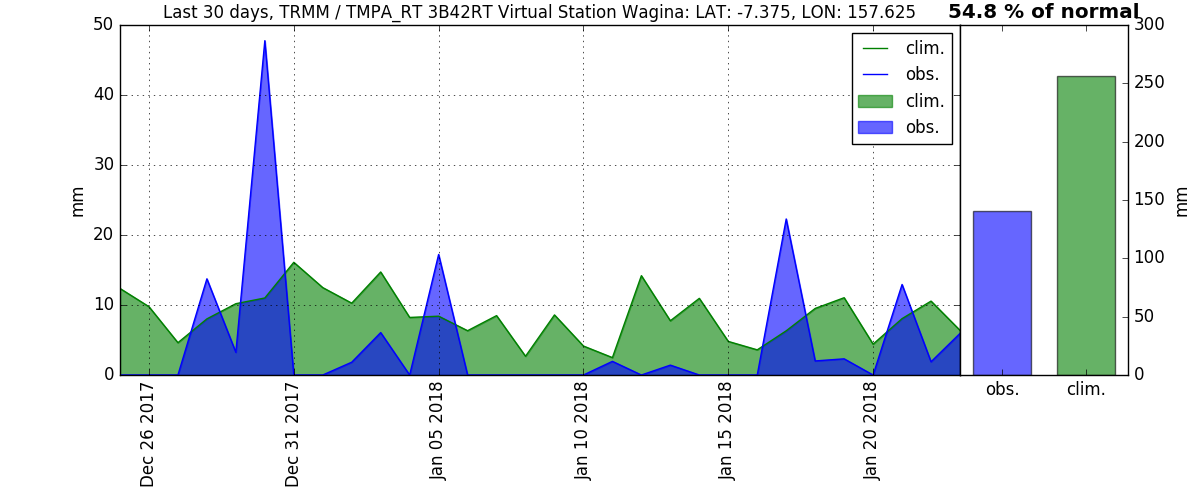 Last 30 days, TRMM / TMPA_RT 3B42RT Virtual Station Wagina: LAT: -7.375, LON: 157.625
54.8 % of normal
50
40
30
20
10
0
mm
clim.
obs.
clim.
obs.
Dec 26 2017
Dec 31 2017
Jan 05 2018
Jan 10 2018
Jan 15 2018
Jan 20 2018
300
250
200
150
100
50
0
mm
obs.
clim.